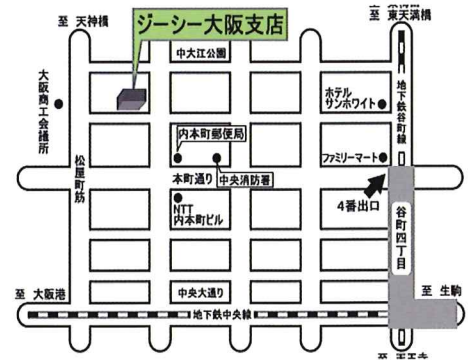 至 天神橋
ジーシー大阪支店
至 東天満橋
中大江公園
大阪商工会議所
ホテル
サンホワイト
地下鉄谷町線
内本町郵便局
松屋町筋
本町通り
中央消防署
ファミリーマート
4番出口
NTT
内本町ビル
谷町四丁目
至 大阪港
中央大通り
至 生駒
地下鉄中央線
至 天王寺